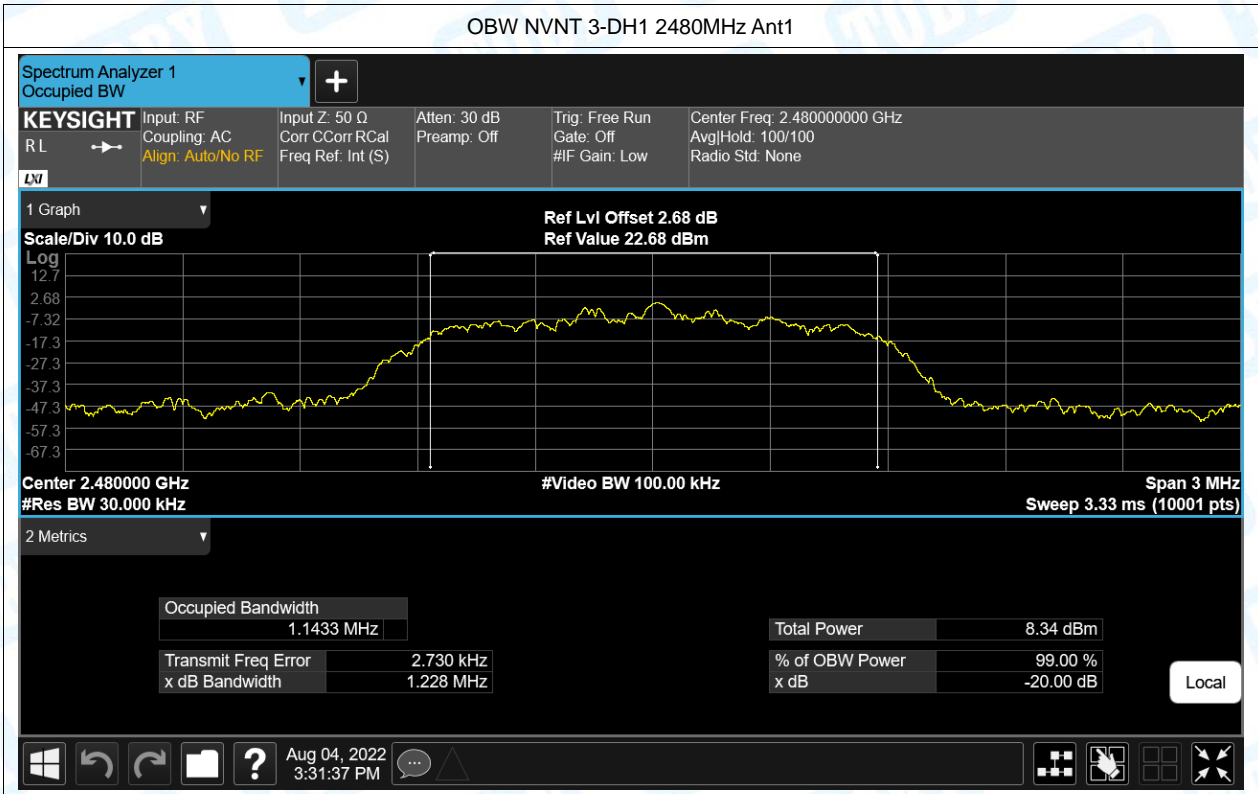 OBW NVNT 3-DH1 2480MHz Ant1
Spectrum Analyzer 1
Occupied BW
KEYSIGHT
R L
LXI
Input: RF
Coupling: AC
Align: Auto/No RF
Input Z: 50 Ω
Corr CCorr RCal
Freq Ref: Int (S)
Atten: 30 dB
Preamp: Off
Trig: Free Run
Gate: Off
#IF Gain: Low
Center Freq: 2.480000000 GHz
Avg|Hold: 100/100
Radio Std: None
1 Graph
Scale/Div 10.0 dB
Ref Lvl Offset 2.68 dB
Ref Value 22.68 dBm
Log
12.7
2.68
-7.32
-17.3
-27.3
-37.3
-47.3
-57.3
-67.3
Center 2.480000 GHz
#Video BW 100.00 kHz
Span 3 MHz
#Res BW 30.000 kHz
Sweep 3.33 ms (10001 pts)
2 Metrics
Occupied Bandwidth
1.1433 MHz
Total Power 8.34 dBm
Transmit Freq Error 2.730 kHz
% of OBW Power 99.00 %
x dB Bandwidth 1.228 MHz
x dB -20.00 dB
Local
Aug 04, 2022
3:31:37 PM